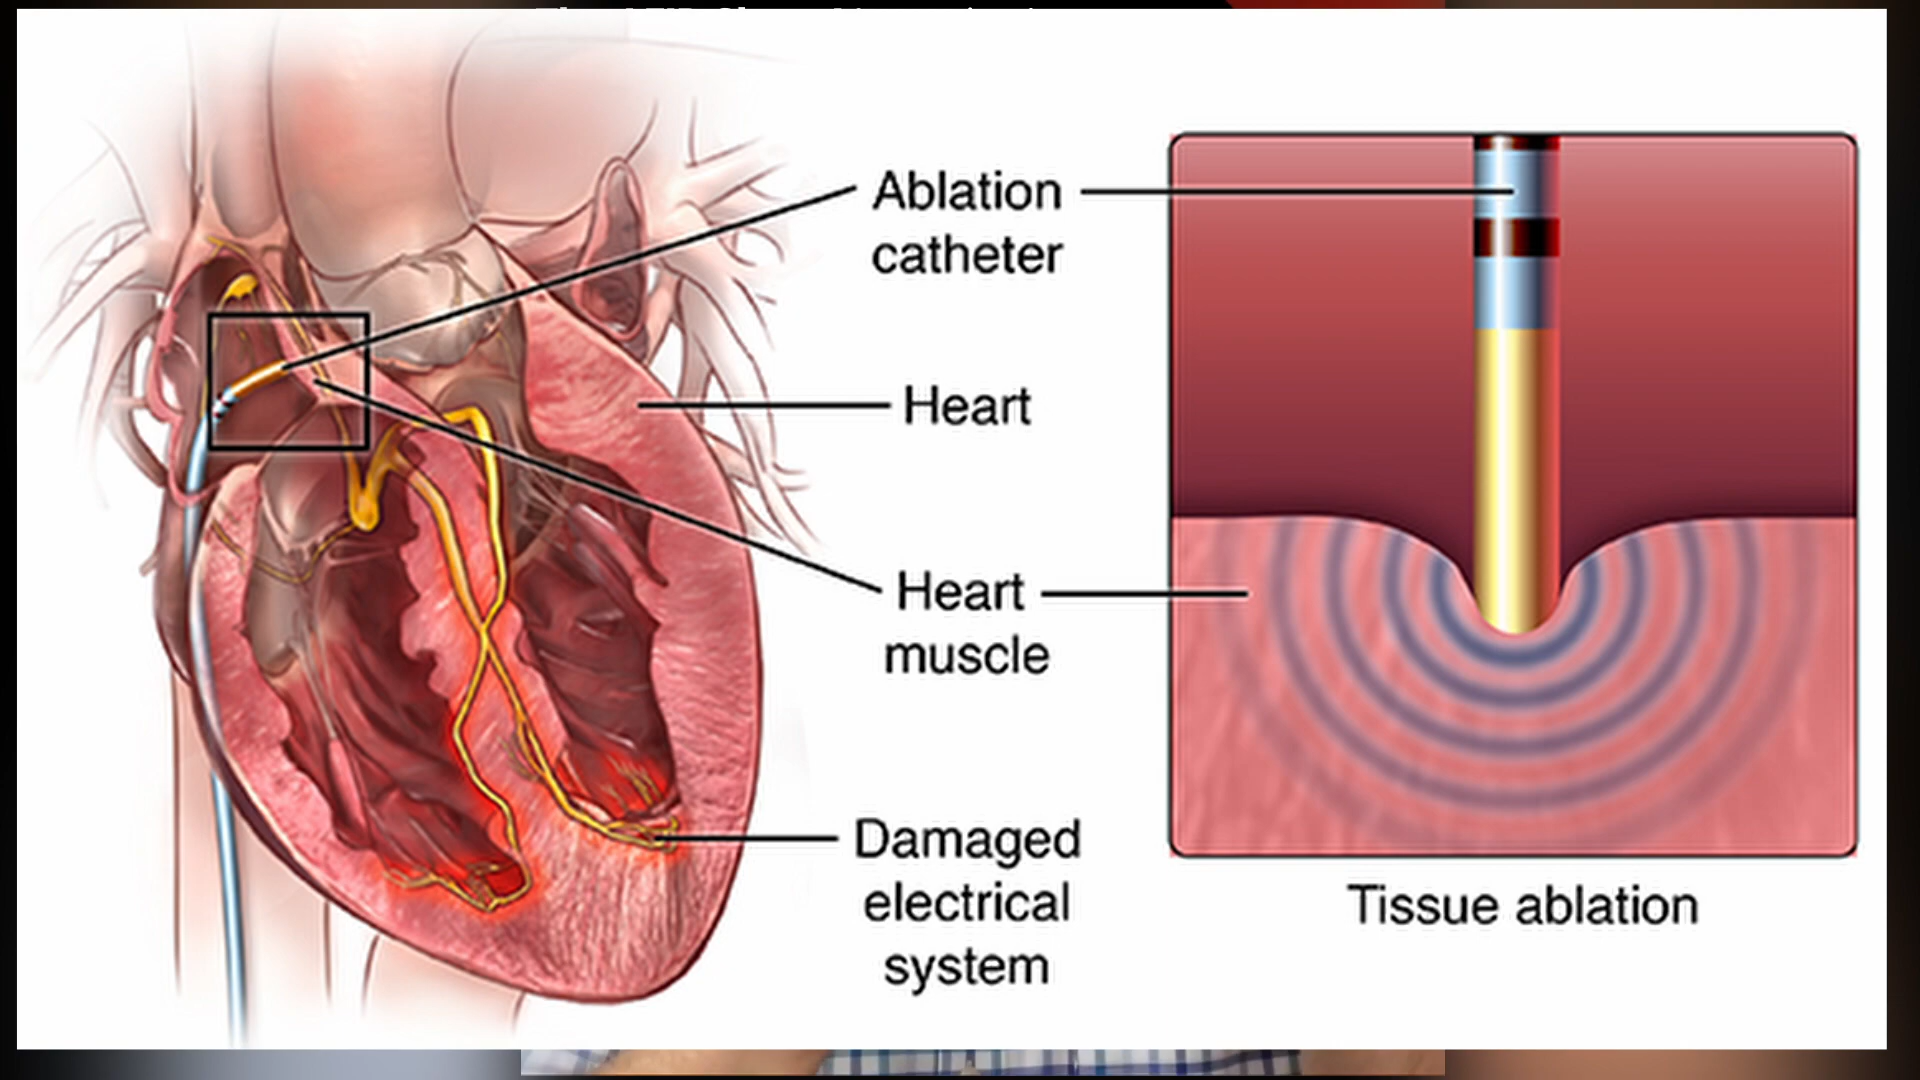 Ablation
catheter
Heart
Heart
muscle
Damaged
electrical
system
Tissue ablation